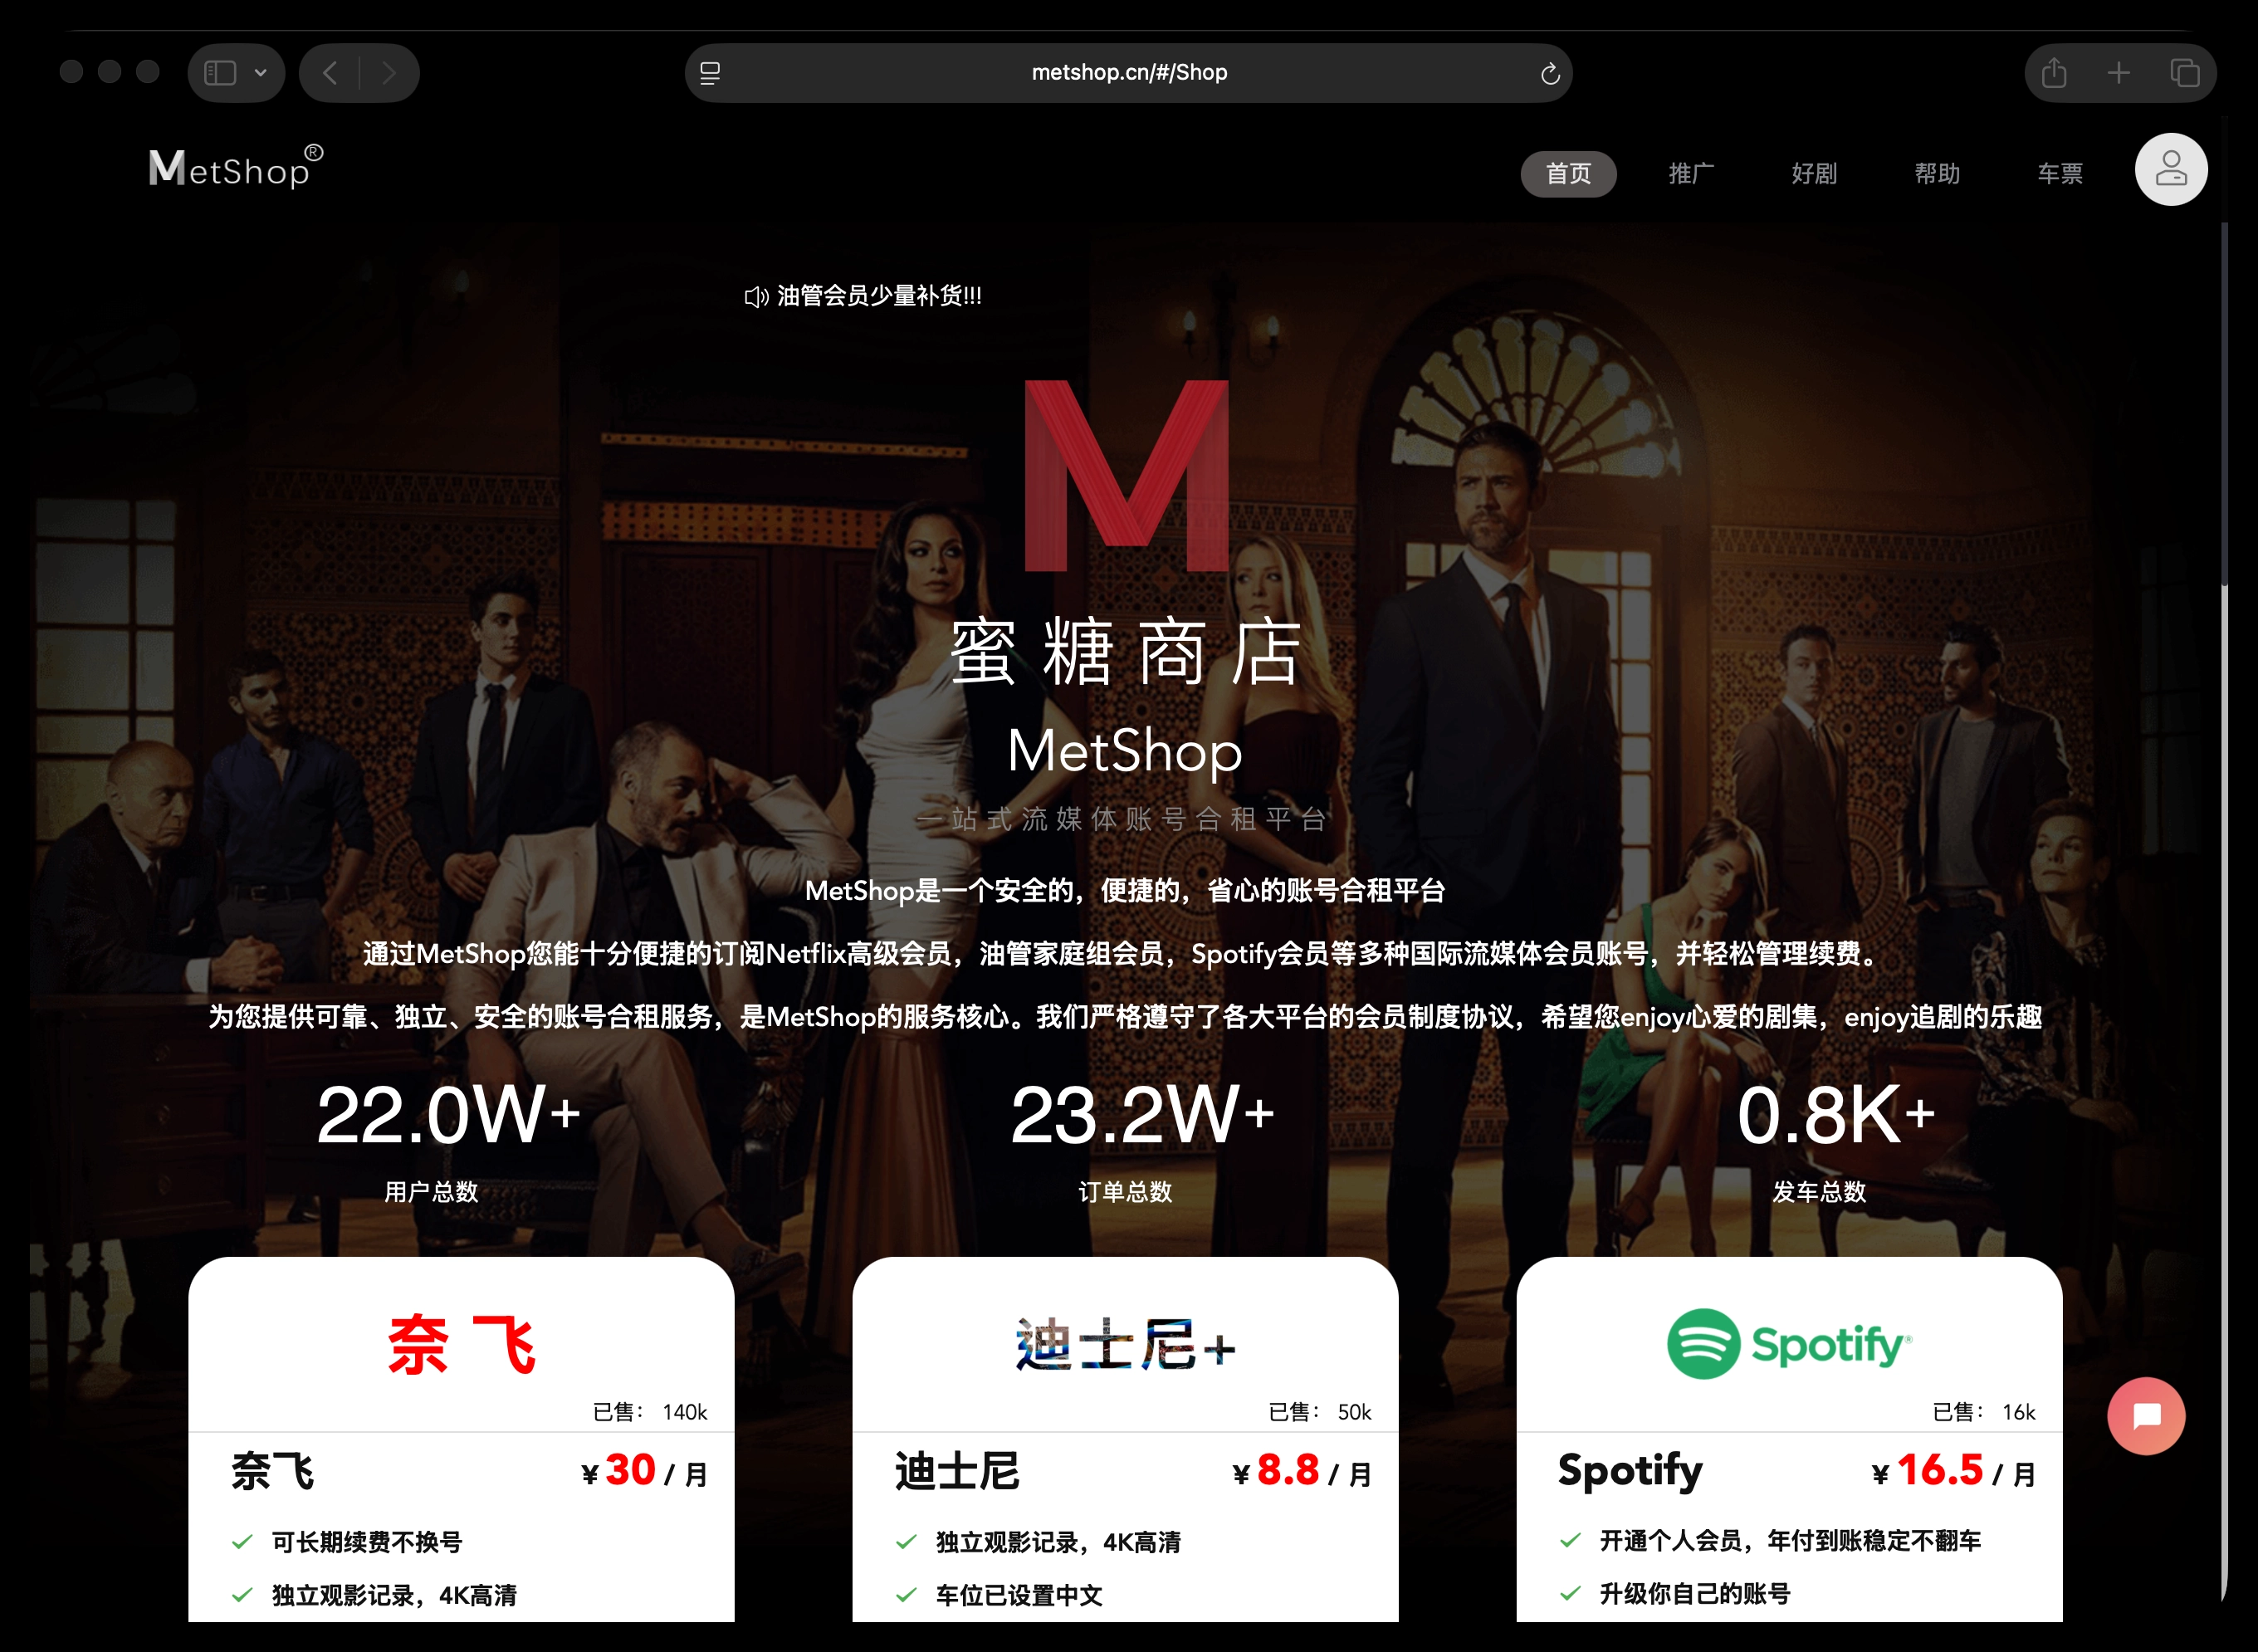 metshop.cn/#/Shop
MetShop®
首页 推广 好剧 帮助 车票
油管会员少量补货!!!
M
蜜糖商店
MetShop
一站式流媒体账号合租平台
MetShop是一个安全的，便捷的，省心的账号合租平台
通过MetShop您能十分便捷的订阅Netflix高级会员，油管家庭组会员，Spotify会员等多种国际流媒体会员账号，并轻松管理续费。
为您提供可靠、独立、安全的账号合租服务，是MetShop的服务核心。我们严格遵守了各大平台的会员制度协议，希望您enjoy心爱的剧集，enjoy追剧的乐趣
22.0W+ 23.2W+ 0.8K+
用户总数 订单总数 发车总数
奈飞
已售： 140k
奈飞 ¥30 / 月
可长期续费不换号
独立观影记录，4K高清
迪士尼+
已售： 50k
迪士尼 ¥8.8 / 月
独立观影记录，4K高清
车位已设置中文
Spotify®
已售： 16k
Spotify ¥16.5 / 月
开通个人会员，年付到账稳定不翻车
升级你自己的账号